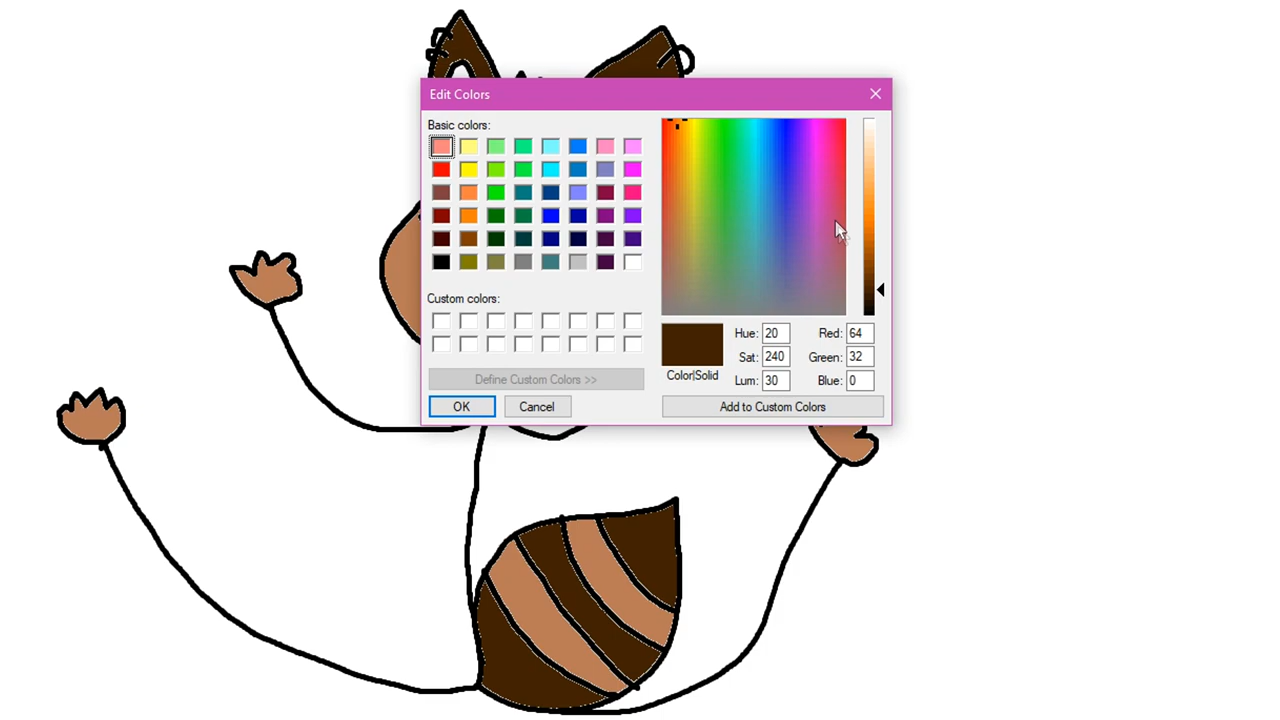 Edit Colors
Basic colors:
Custom colors:
Define Custom Colors >>
OK Cancel
Color|Solid
Hue: 20 Red: 64
Sat: 240 Green: 32
Lum: 30 Blue: 0
Add to Custom Colors